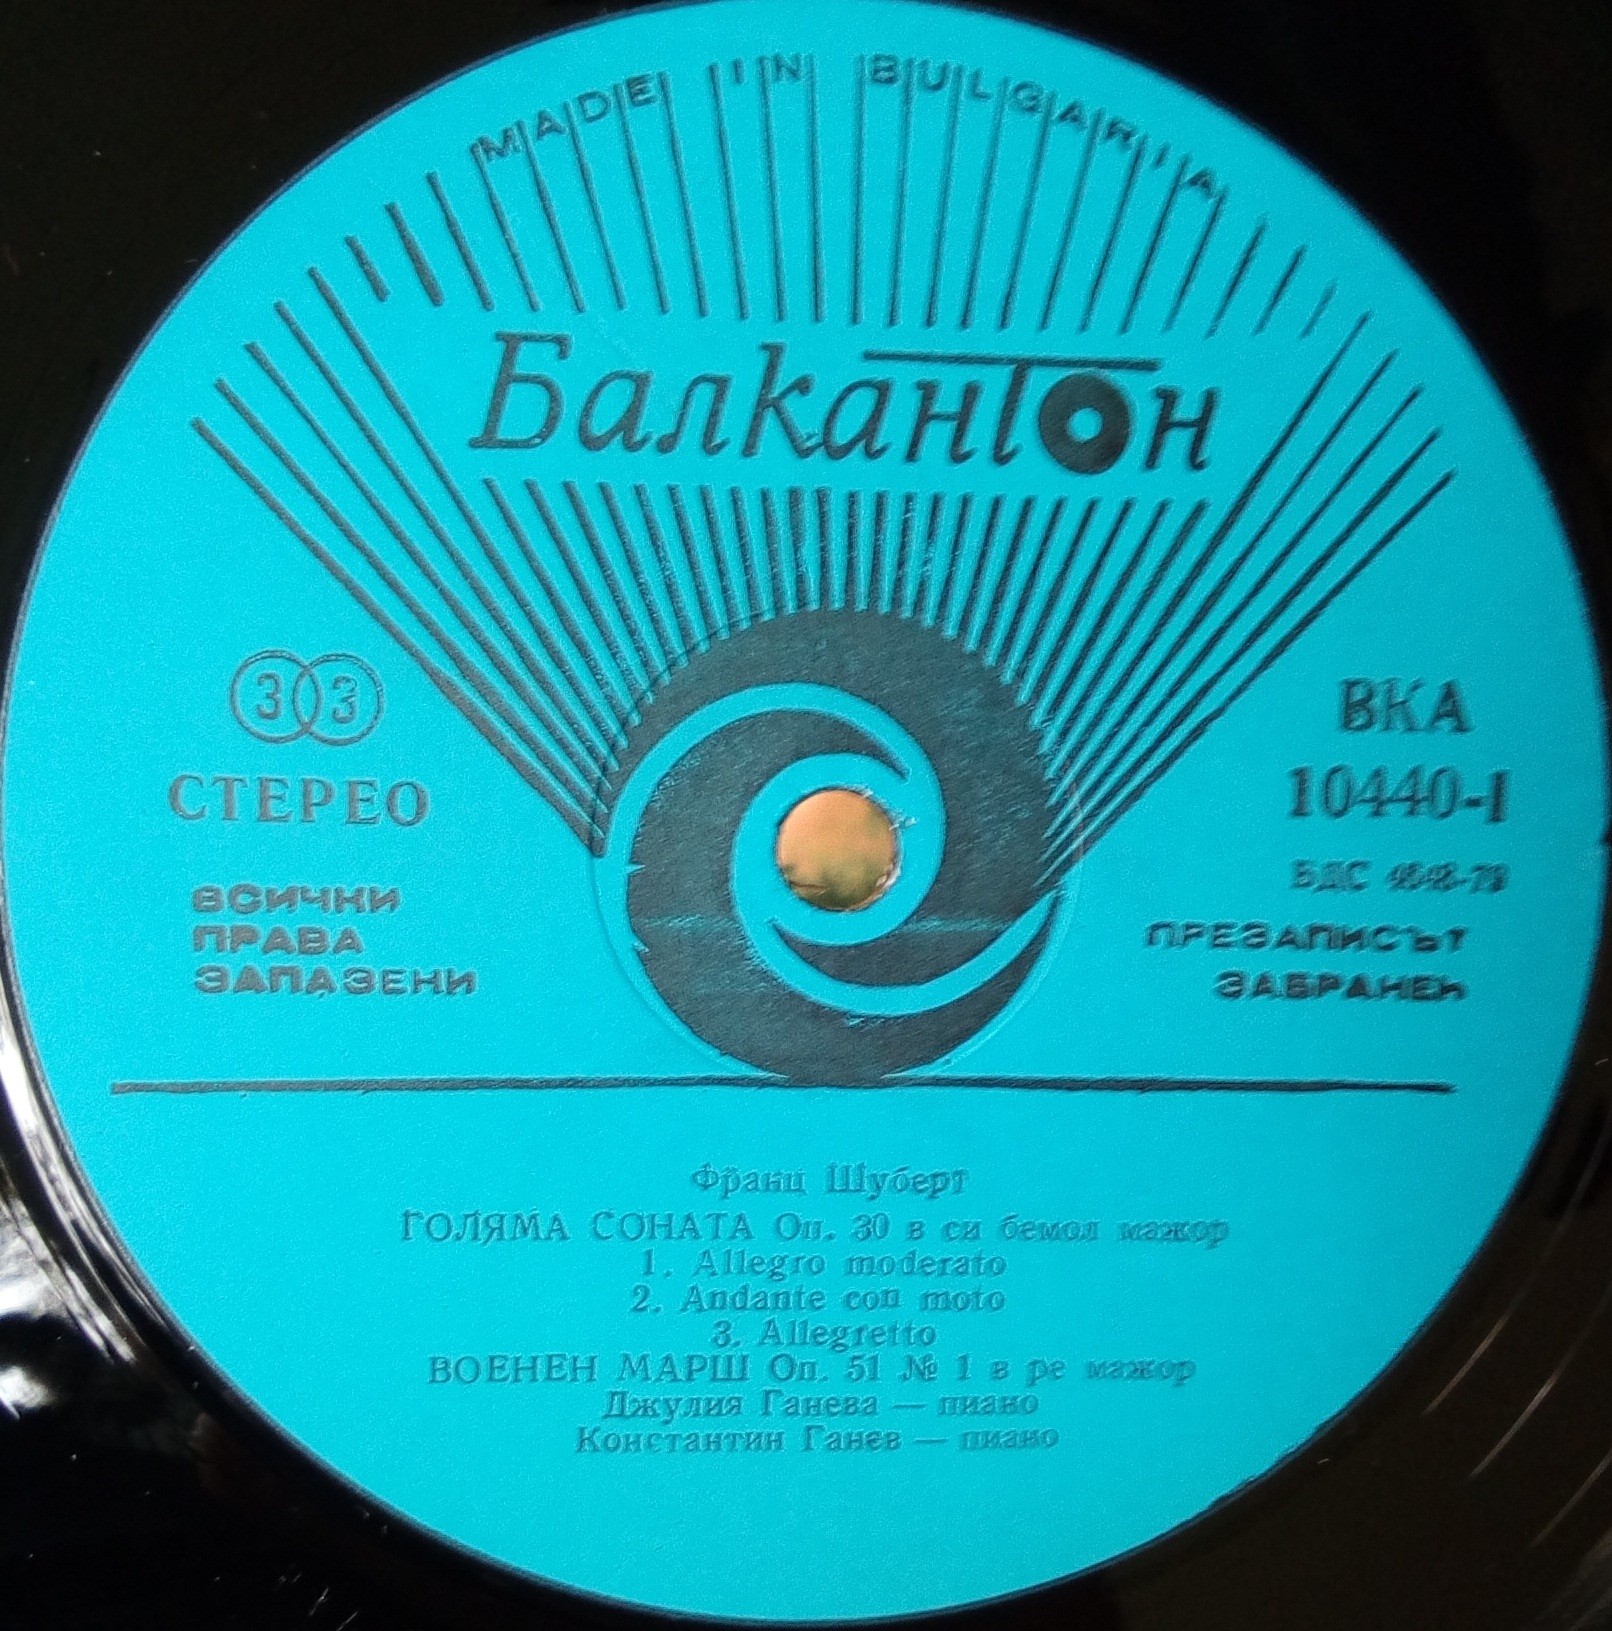 MADE IN BULGARIA
Балкантон
33
СТЕРЕО
ВСИЧКИ
ПРАВА
ЗАПАЗЕНИ
ВКА
10440-I
БДС
ПРЕЗАПИСЪТ
ЗАБРАНЕН
Франц Шуберт
ГОЛЯМА СОНАТА Оп. 30 в си бемол мажор
1. Allegro moderato
2. Andante con moto
3. Allegretto
ВОЕНЕН МАРШ Оп. 51 № 1 в ре мажор
Джулия Ганева — пиано
Константин Ганев — пиано